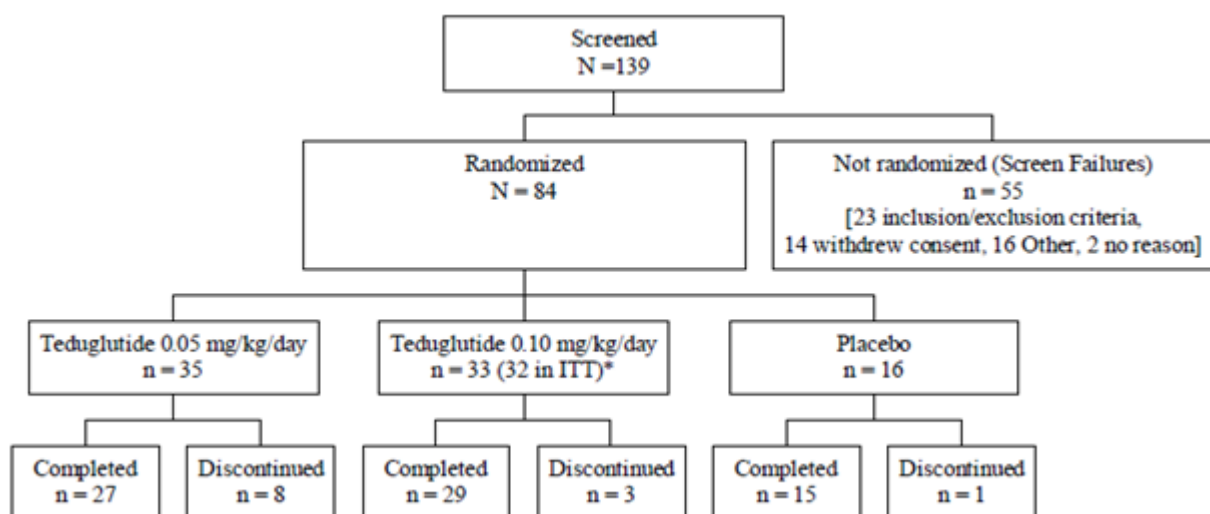 Screened
N =139
Randomized
N = 84
Not randomized (Screen Failures)
n = 55
[23 inclusion/exclusion criteria,
14 withdrew consent, 16 Other, 2 no reason]
Teduglutide 0.05 mg/kg/day
n = 35
Teduglutide 0.10 mg/kg/day
n = 33 (32 in ITT)*
Placebo
n = 16
Completed
n = 27
Discontinued
n = 8
Completed
n = 29
Discontinued
n = 3
Completed
n = 15
Discontinued
n = 1